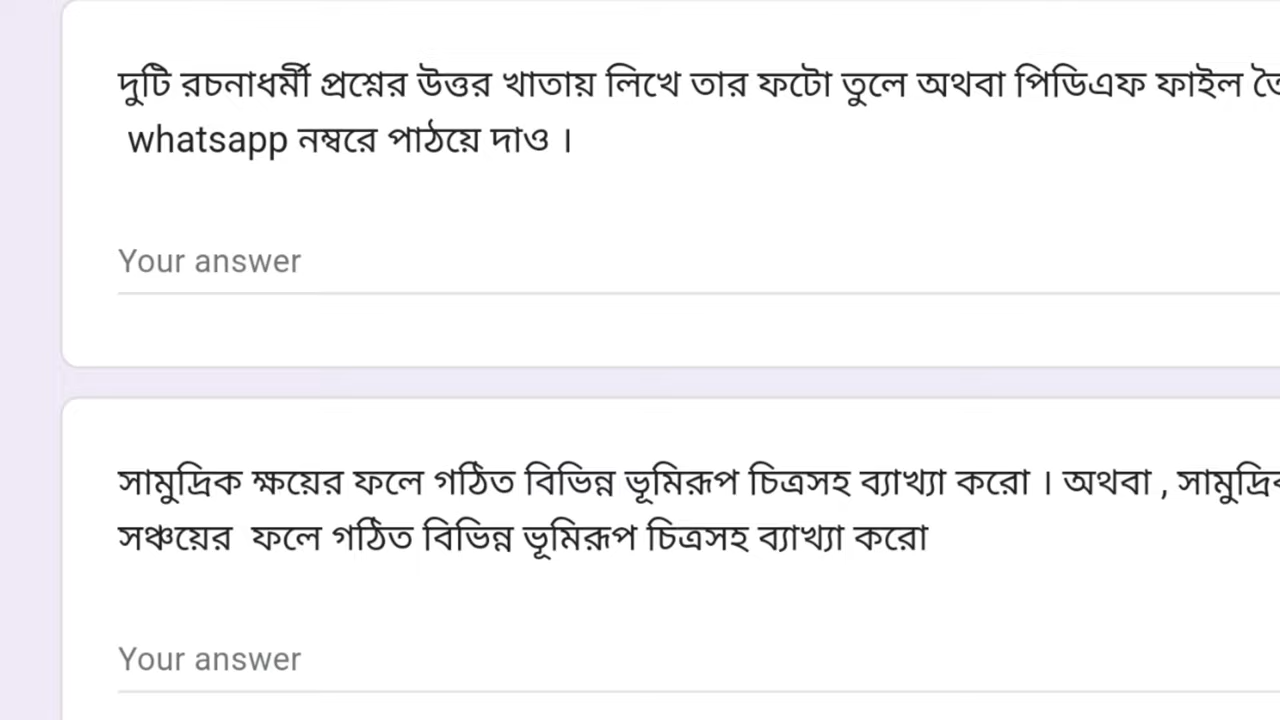 দুটি রচনাধর্মী প্রশ্নের উত্তর খাতায় লিখে তার ফটো তুলে অথবা পিডিএফ ফাইল
whatsapp নম্বরে পাঠয়ে দাও ।
Your answer
সামুদ্রিক ক্ষয়ের ফলে গঠিত বিভিন্ন ভূমিরূপ চিত্রসহ ব্যাখ্যা করো । অথবা ,
সঞ্চয়ের ফলে গঠিত বিভিন্ন ভূমিরূপ চিত্রসহ ব্যাখ্যা করো
Your answer